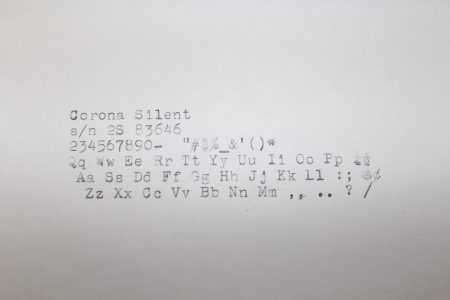 Corona Silent
s/n 2S 83646
234567890- "#$%_&'()*
Qq Ww Ee Rr Tt Yy Uu Ii Oo Pp
Aa Ss Dd Ff Gg Hh Jj Kk Ll :;
Zz Xx Cc Vv Bb Nn Mm ,, .. ? /